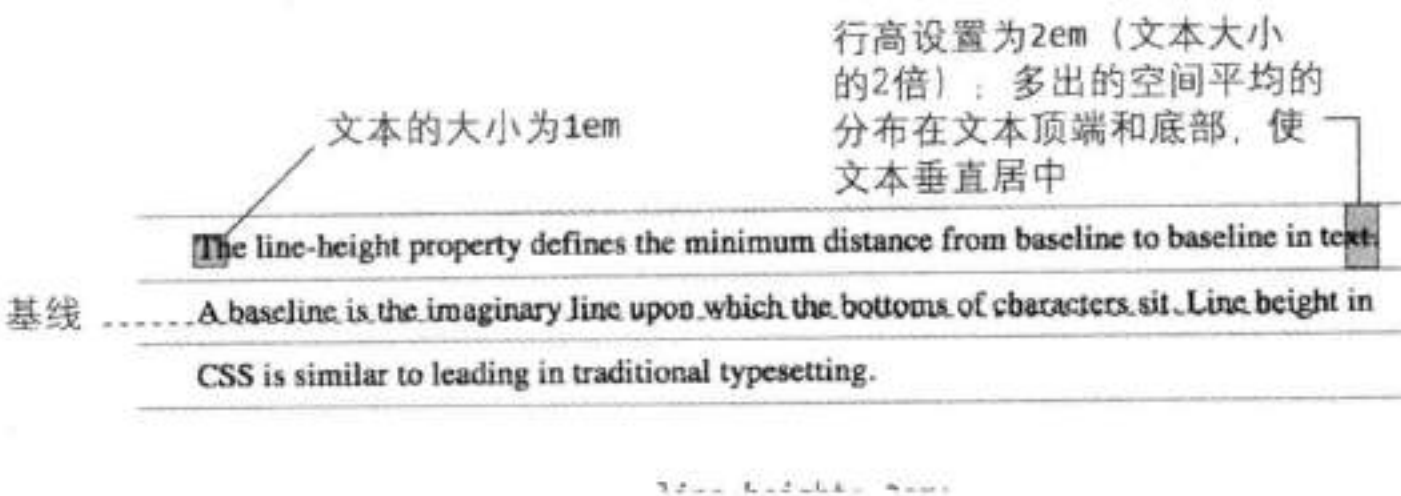 行高设置为2em（文本大小
的2倍）；多出的空间平均的
分布在文本顶端和底部，使
文本垂直居中
文本的大小为1em
The line-height property defines the minimum distance from baseline to baseline in text.
基线
A baseline is the imaginary line upon which the bottoms of characters sit. Line height in
CSS is similar to leading in traditional typesetting.